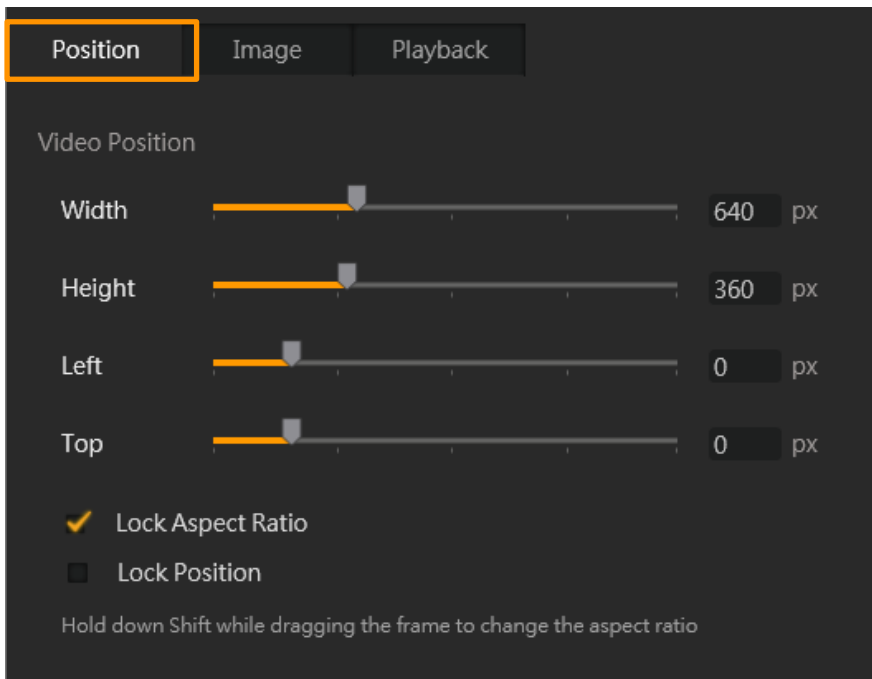 Position Image Playback
Video Position
Width 640 px
Height 360 px
Left 0 px
Top 0 px
Lock Aspect Ratio
Lock Position
Hold down Shift while dragging the frame to change the aspect ratio